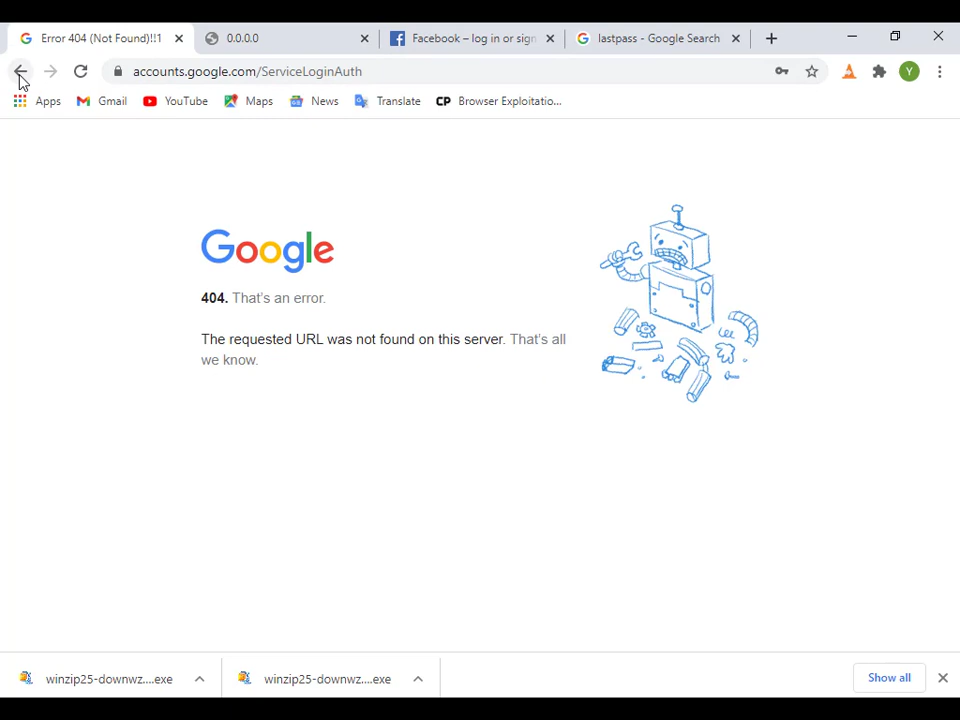 Error 404 (Not Found)!!1
0.0.0.0
Facebook – log in or sign
lastpass - Google Search
accounts.google.com/ServiceLoginAuth
Y
Apps
Gmail
YouTube
Maps
News
Translate
CP Browser Exploitatio...
Google
404. That's an error.
The requested URL was not found on this server. That's all
we know.
winzip25-downwz....exe
winzip25-downwz....exe
Show all